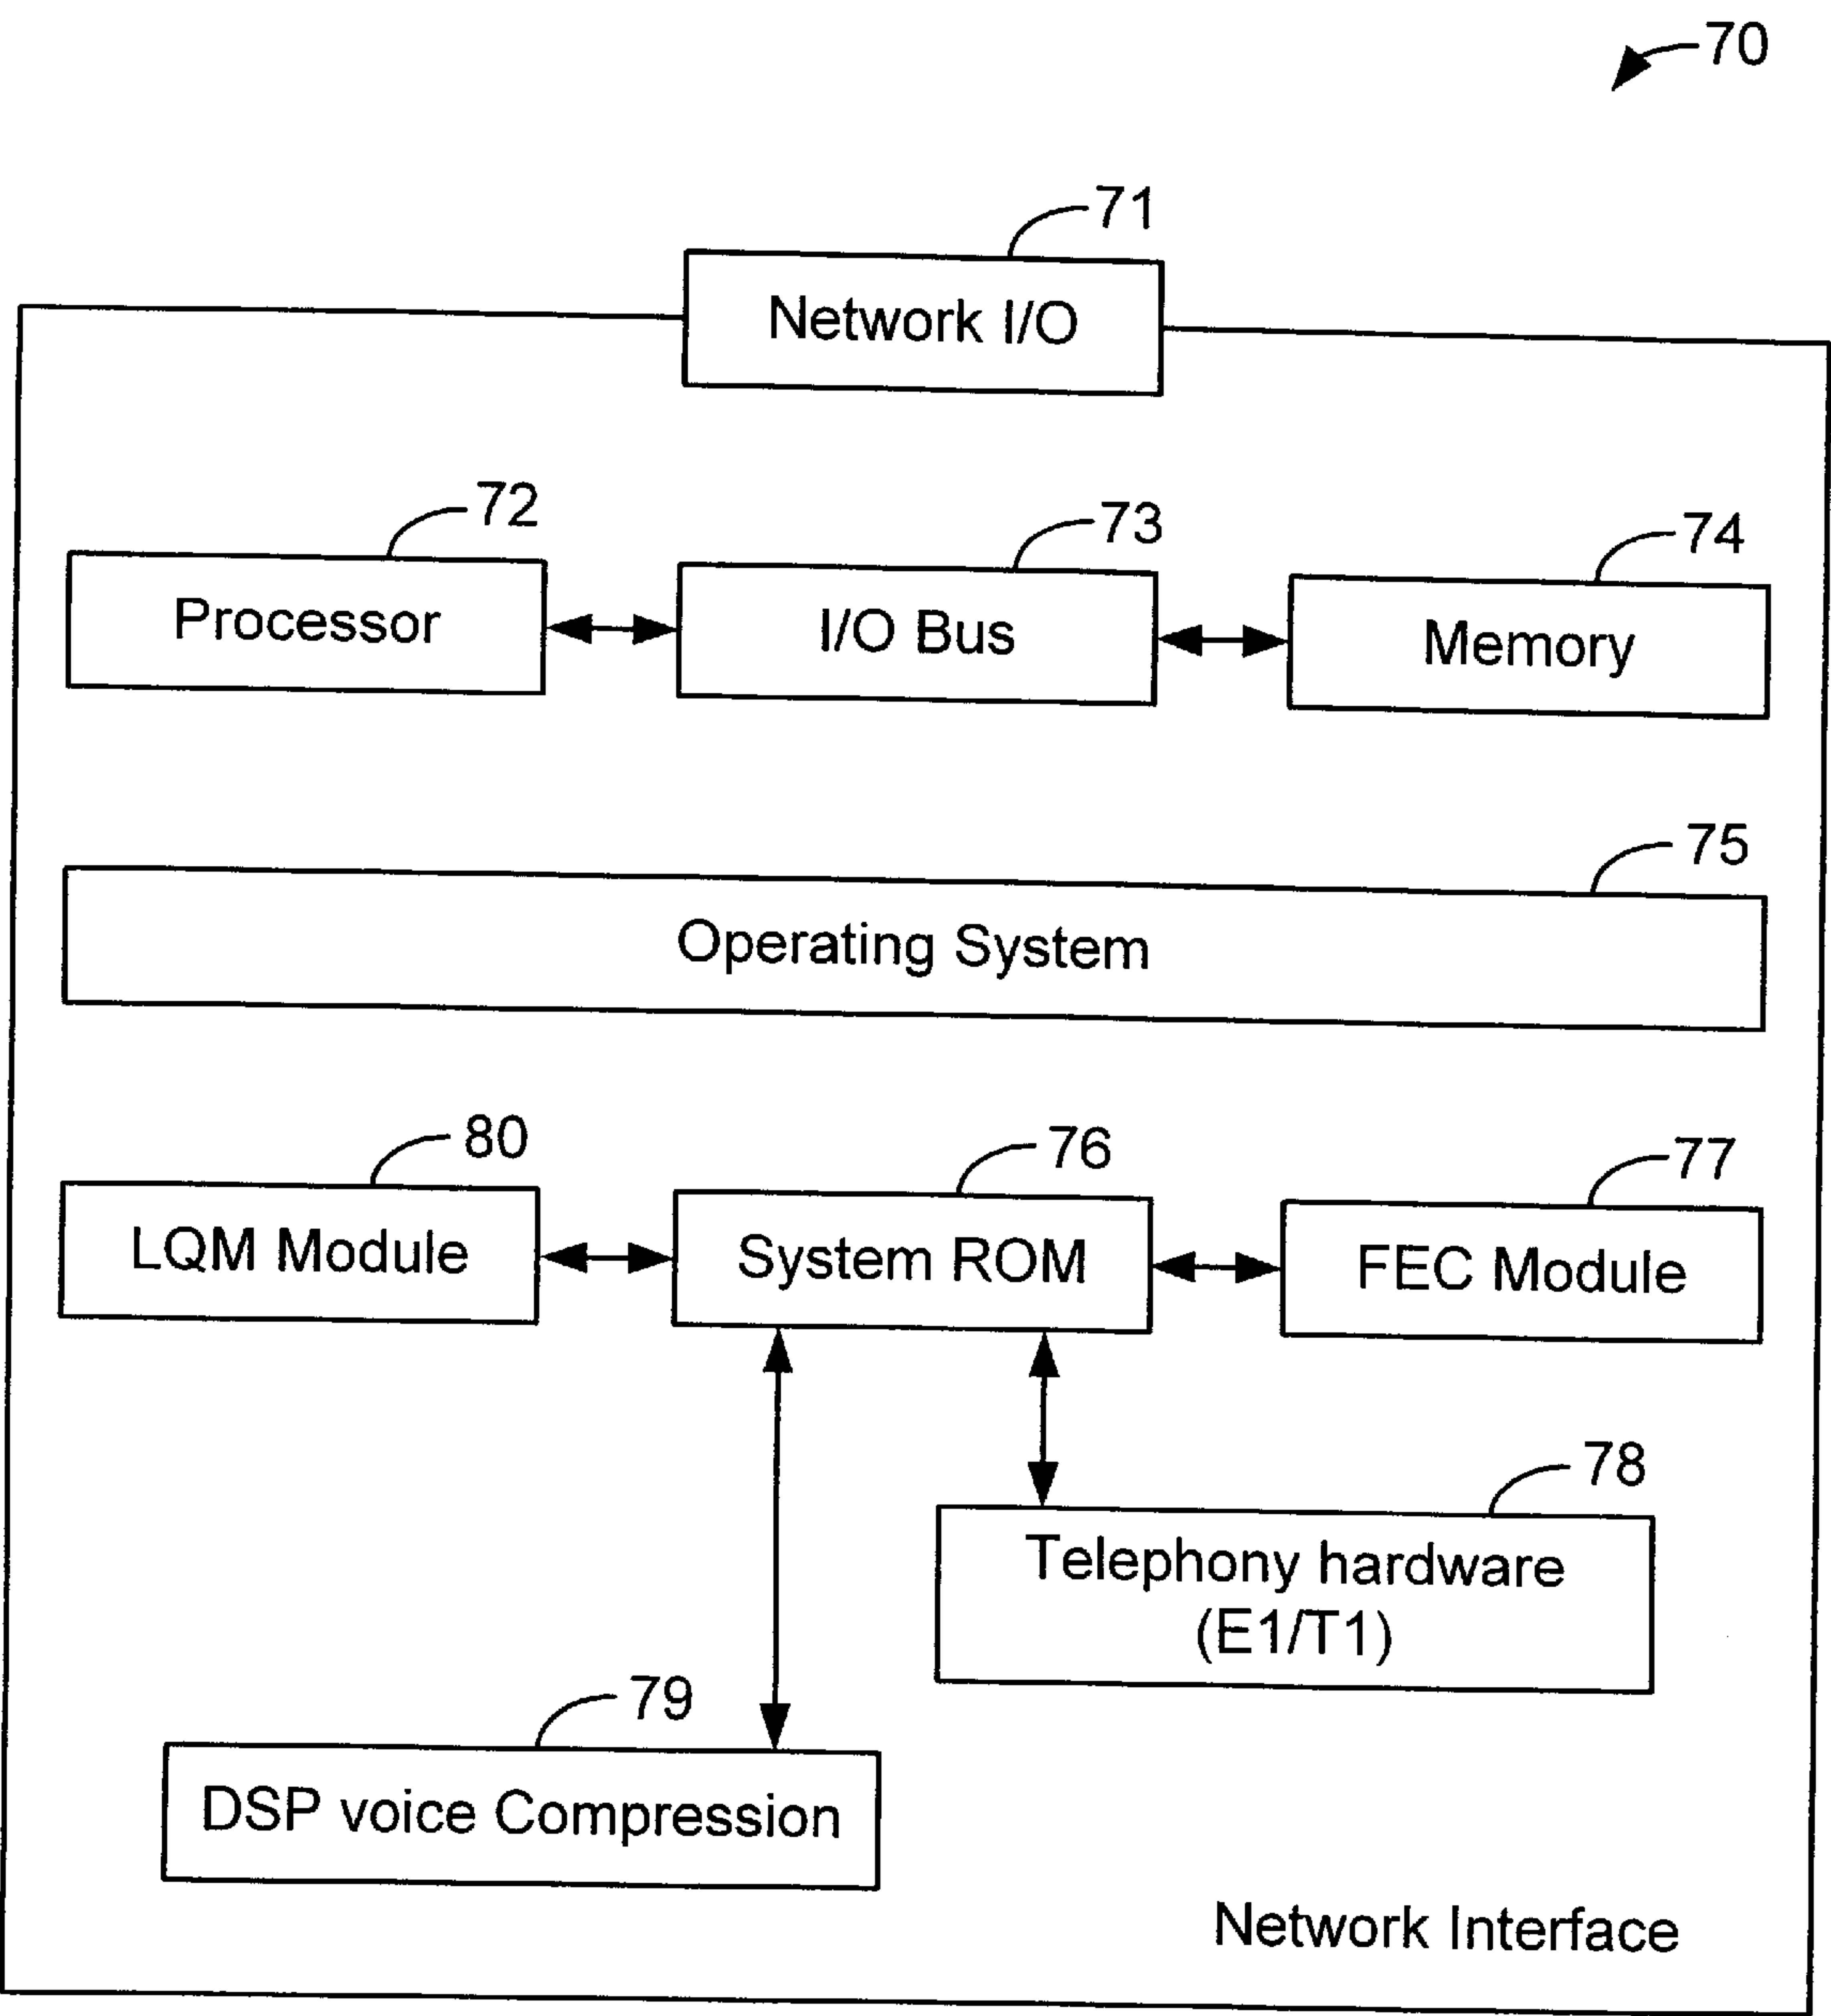 70
71
Network I/O
72
73
74
Processor
I/O Bus
Memory
75
Operating System
80
76
77
LQM Module
System ROM
FEC Module
78
Telephony hardware
(E1/T1)
79
DSP voice Compression
Network Interface